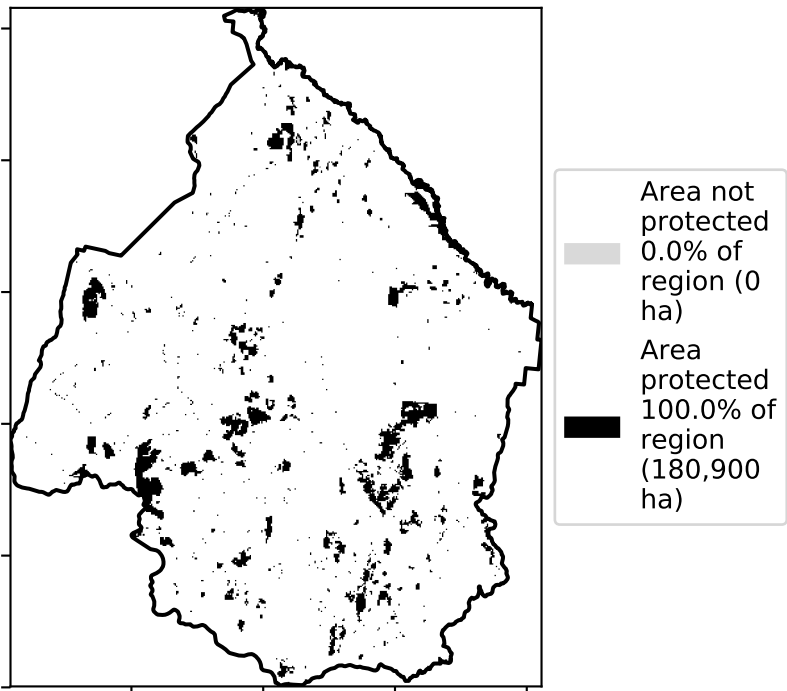 Area not
protected
0.0% of
region (0
ha)
Area
protected
100.0% of
region
(180,900
ha)